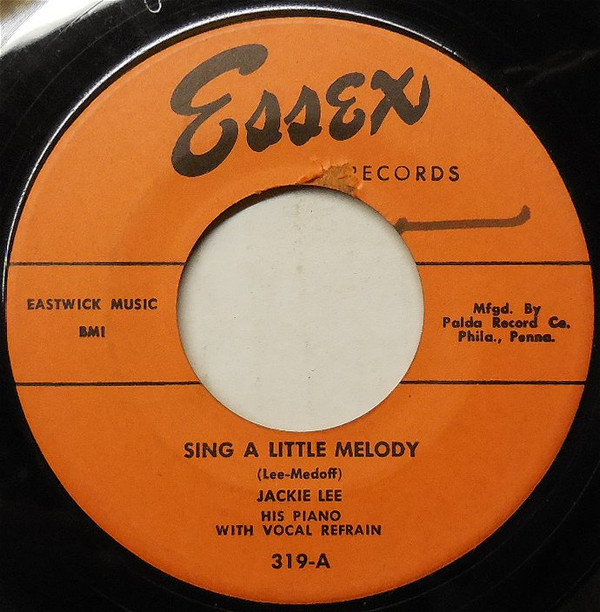 Essex
RECORDS
EASTWICK MUSIC
BMI
Mfgd. By
Palda Record Co.
Phila., Penna.
SING A LITTLE MELODY
(Lee-Medoff)
JACKIE LEE
HIS PIANO
WITH VOCAL REFRAIN
319-A